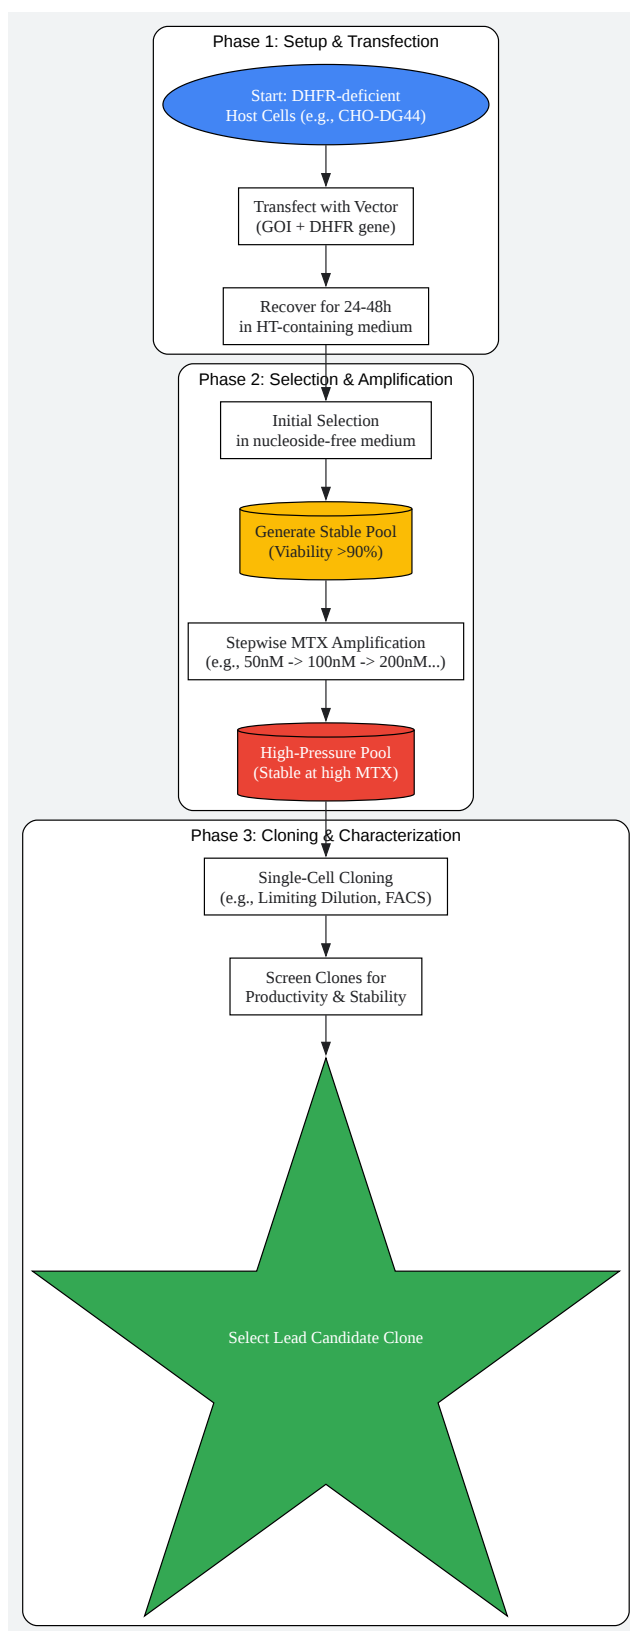 Phase 1: Setup & Transfection
Start: DHFR-deficient
Host Cells (e.g., CHO-DG44)
Transfect with Vector
(GOI + DHFR gene)
Recover for 24-48h
in HT-containing medium
Phase 2: Selection & Amplification
Initial Selection
in nucleoside-free medium
Generate Stable Pool
(Viability >90%)
Stepwise MTX Amplification
(e.g., 50nM -> 100nM -> 200nM...)
High-Pressure Pool
(Stable at high MTX)
Phase 3: Cloning & Characterization
Single-Cell Cloning
(e.g., Limiting Dilution, FACS)
Screen Clones for
Productivity & Stability
Select Lead Candidate Clone